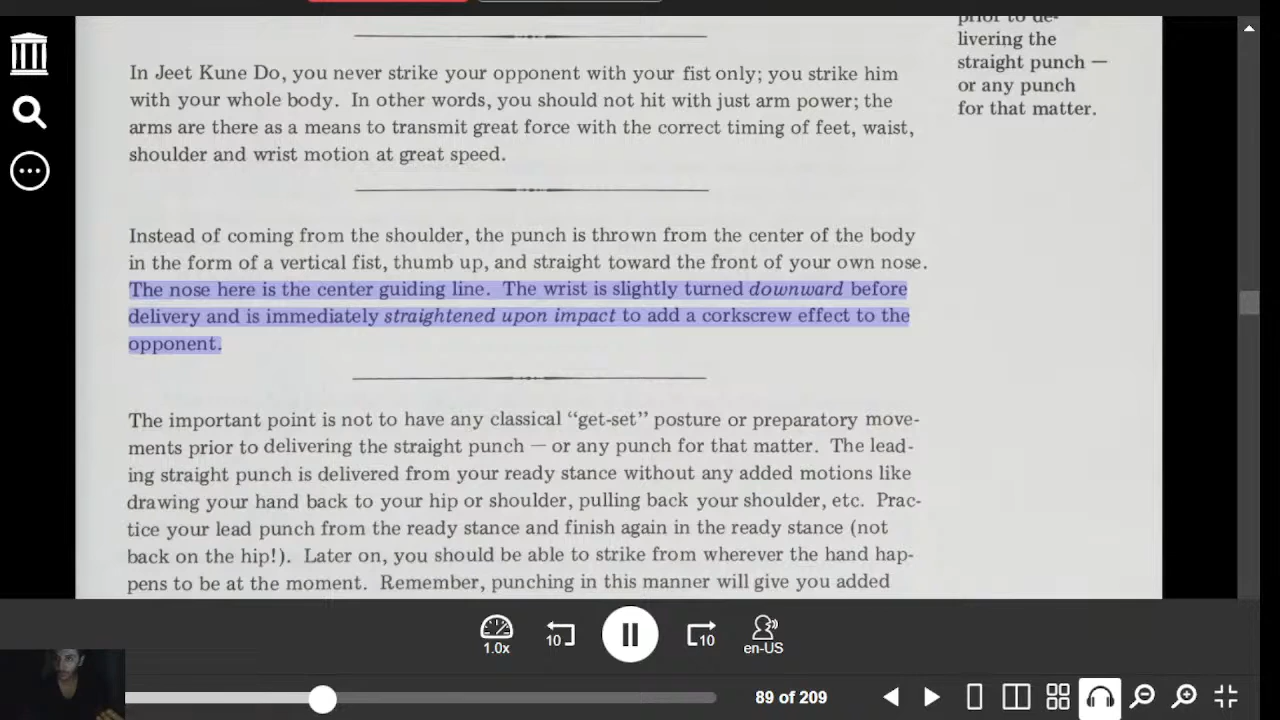 In Jeet Kune Do, you never strike your opponent with your fist only; you strike him
with your whole body. In other words, you should not hit with just arm power; the
arms are there as a means to transmit great force with the correct timing of feet, waist,
shoulder and wrist motion at great speed.
Instead of coming from the shoulder, the punch is thrown from the center of the body
in the form of a vertical fist, thumb up, and straight toward the front of your own nose.
The nose here is the center guiding line. The wrist is slightly turned downward before
delivery and is immediately straightened upon impact to add a corkscrew effect to the
opponent.
The important point is not to have any classical “get-set” posture or preparatory move-
ments prior to delivering the straight punch — or any punch for that matter. The lead-
ing straight punch is delivered from your ready stance without any added motions like
drawing your hand back to your hip or shoulder, pulling back your shoulder, etc. Prac-
tice your lead punch from the ready stance and finish again in the ready stance (not
back on the hip!). Later on, you should be able to strike from wherever the hand hap-
pens to be at the moment. Remember, punching in this manner will give you added
prior to de-
livering the
straight punch —
or any punch
for that matter.
1.0x
10
10
en-US
89 of 209